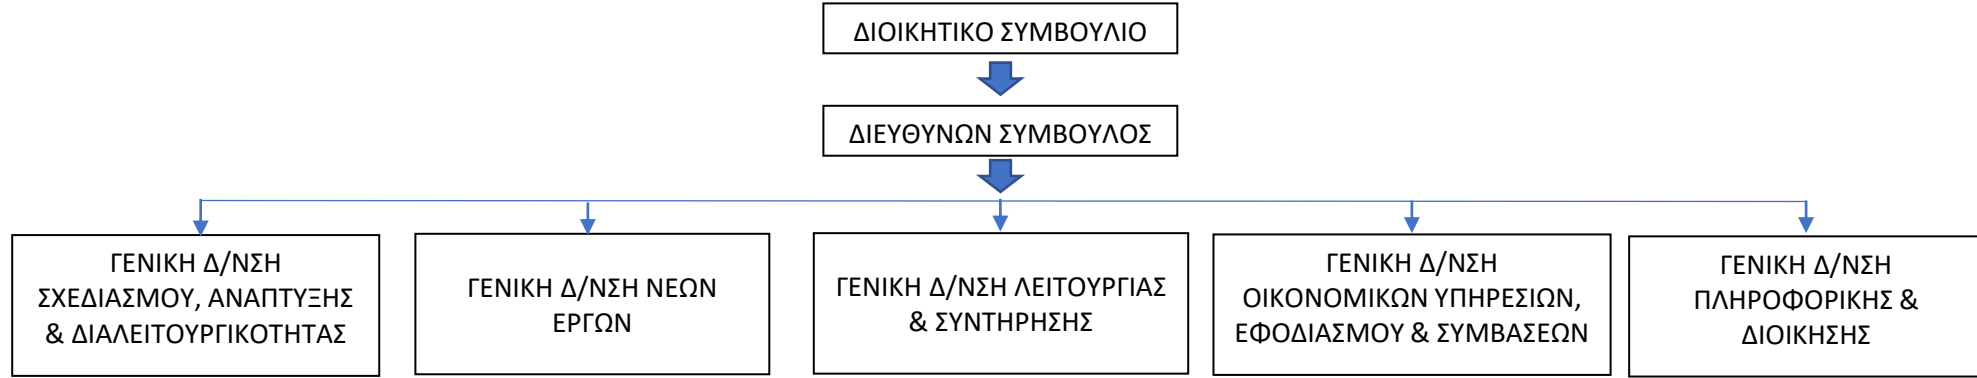 ΔΙΟΙΚΗΤΙΚΟ ΣΥΜΒΟΥΛΙΟ
ΔΙΕΥΘΥΝΩΝ ΣΥΜΒΟΥΛΟΣ
ΓΕΝΙΚΗ Δ/ΝΣΗ
ΣΧΕΔΙΑΣΜΟΥ, ΑΝΑΠΤΥΞΗΣ
& ΔΙΑΛΕΙΤΟΥΡΓΙΚΟΤΗΤΑΣ
ΓΕΝΙΚΗ Δ/ΝΣΗ ΝΕΩΝ
ΕΡΓΩΝ
ΓΕΝΙΚΗ Δ/ΝΣΗ ΛΕΙΤΟΥΡΓΙΑΣ
& ΣΥΝΤΗΡΗΣΗΣ
ΓΕΝΙΚΗ Δ/ΝΣΗ
ΟΙΚΟΝΟΜΙΚΩΝ ΥΠΗΡΕΣΙΩΝ,
ΕΦΟΔΙΑΣΜΟΥ & ΣΥΜΒΑΣΕΩΝ
ΓΕΝΙΚΗ Δ/ΝΣΗ
ΠΛΗΡΟΦΟΡΙΚΗΣ &
ΔΙΟΙΚΗΣΗΣ